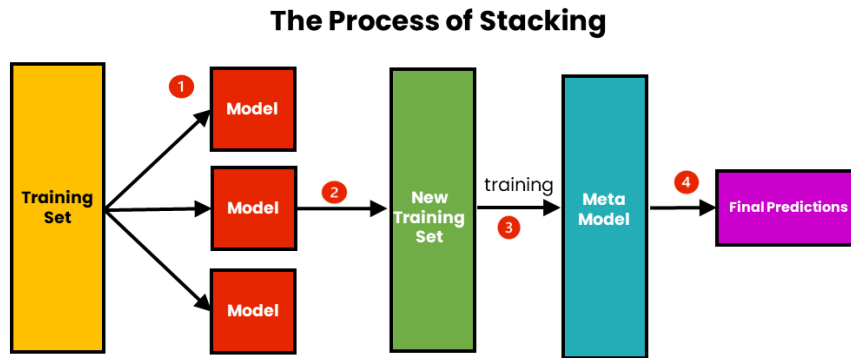 The Process of Stacking
1
Model
Training
Set
Model
2
New
Training
Set
training
3
Meta
Model
4
Final Predictions
Model